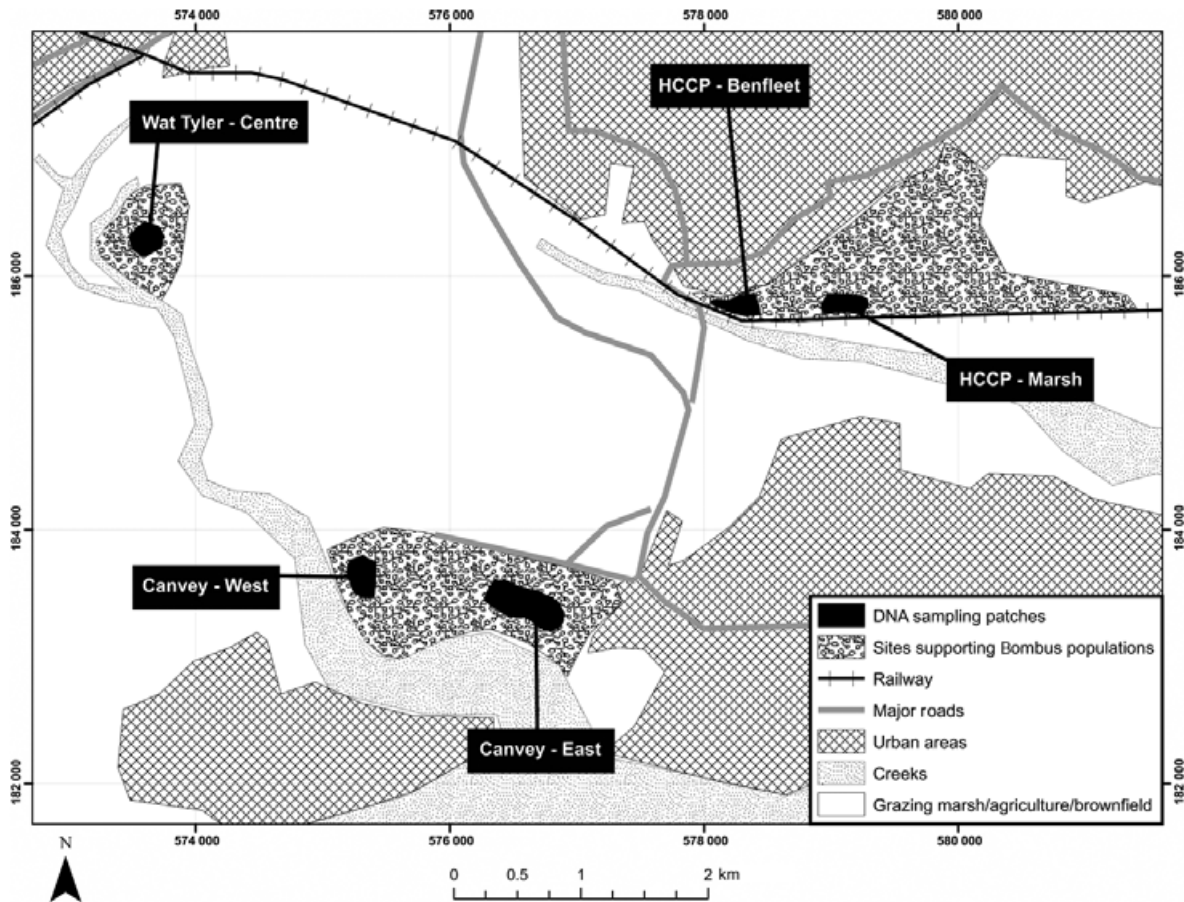 574 000 576 000 578 000 580 000
HCCP - Benfleet
Wat Tyler - Centre
186 000 186 000
HCCP - Marsh
184 000 184 000
Canvey - West
Canvey - East
DNA sampling patches
Sites supporting Bombus populations
Railway
Major roads
Urban areas
Creeks
Grazing marsh/agriculture/brownfield
182 000 182 000
574 000 576 000 578 000 580 000
N
0 0.5 1 2 km